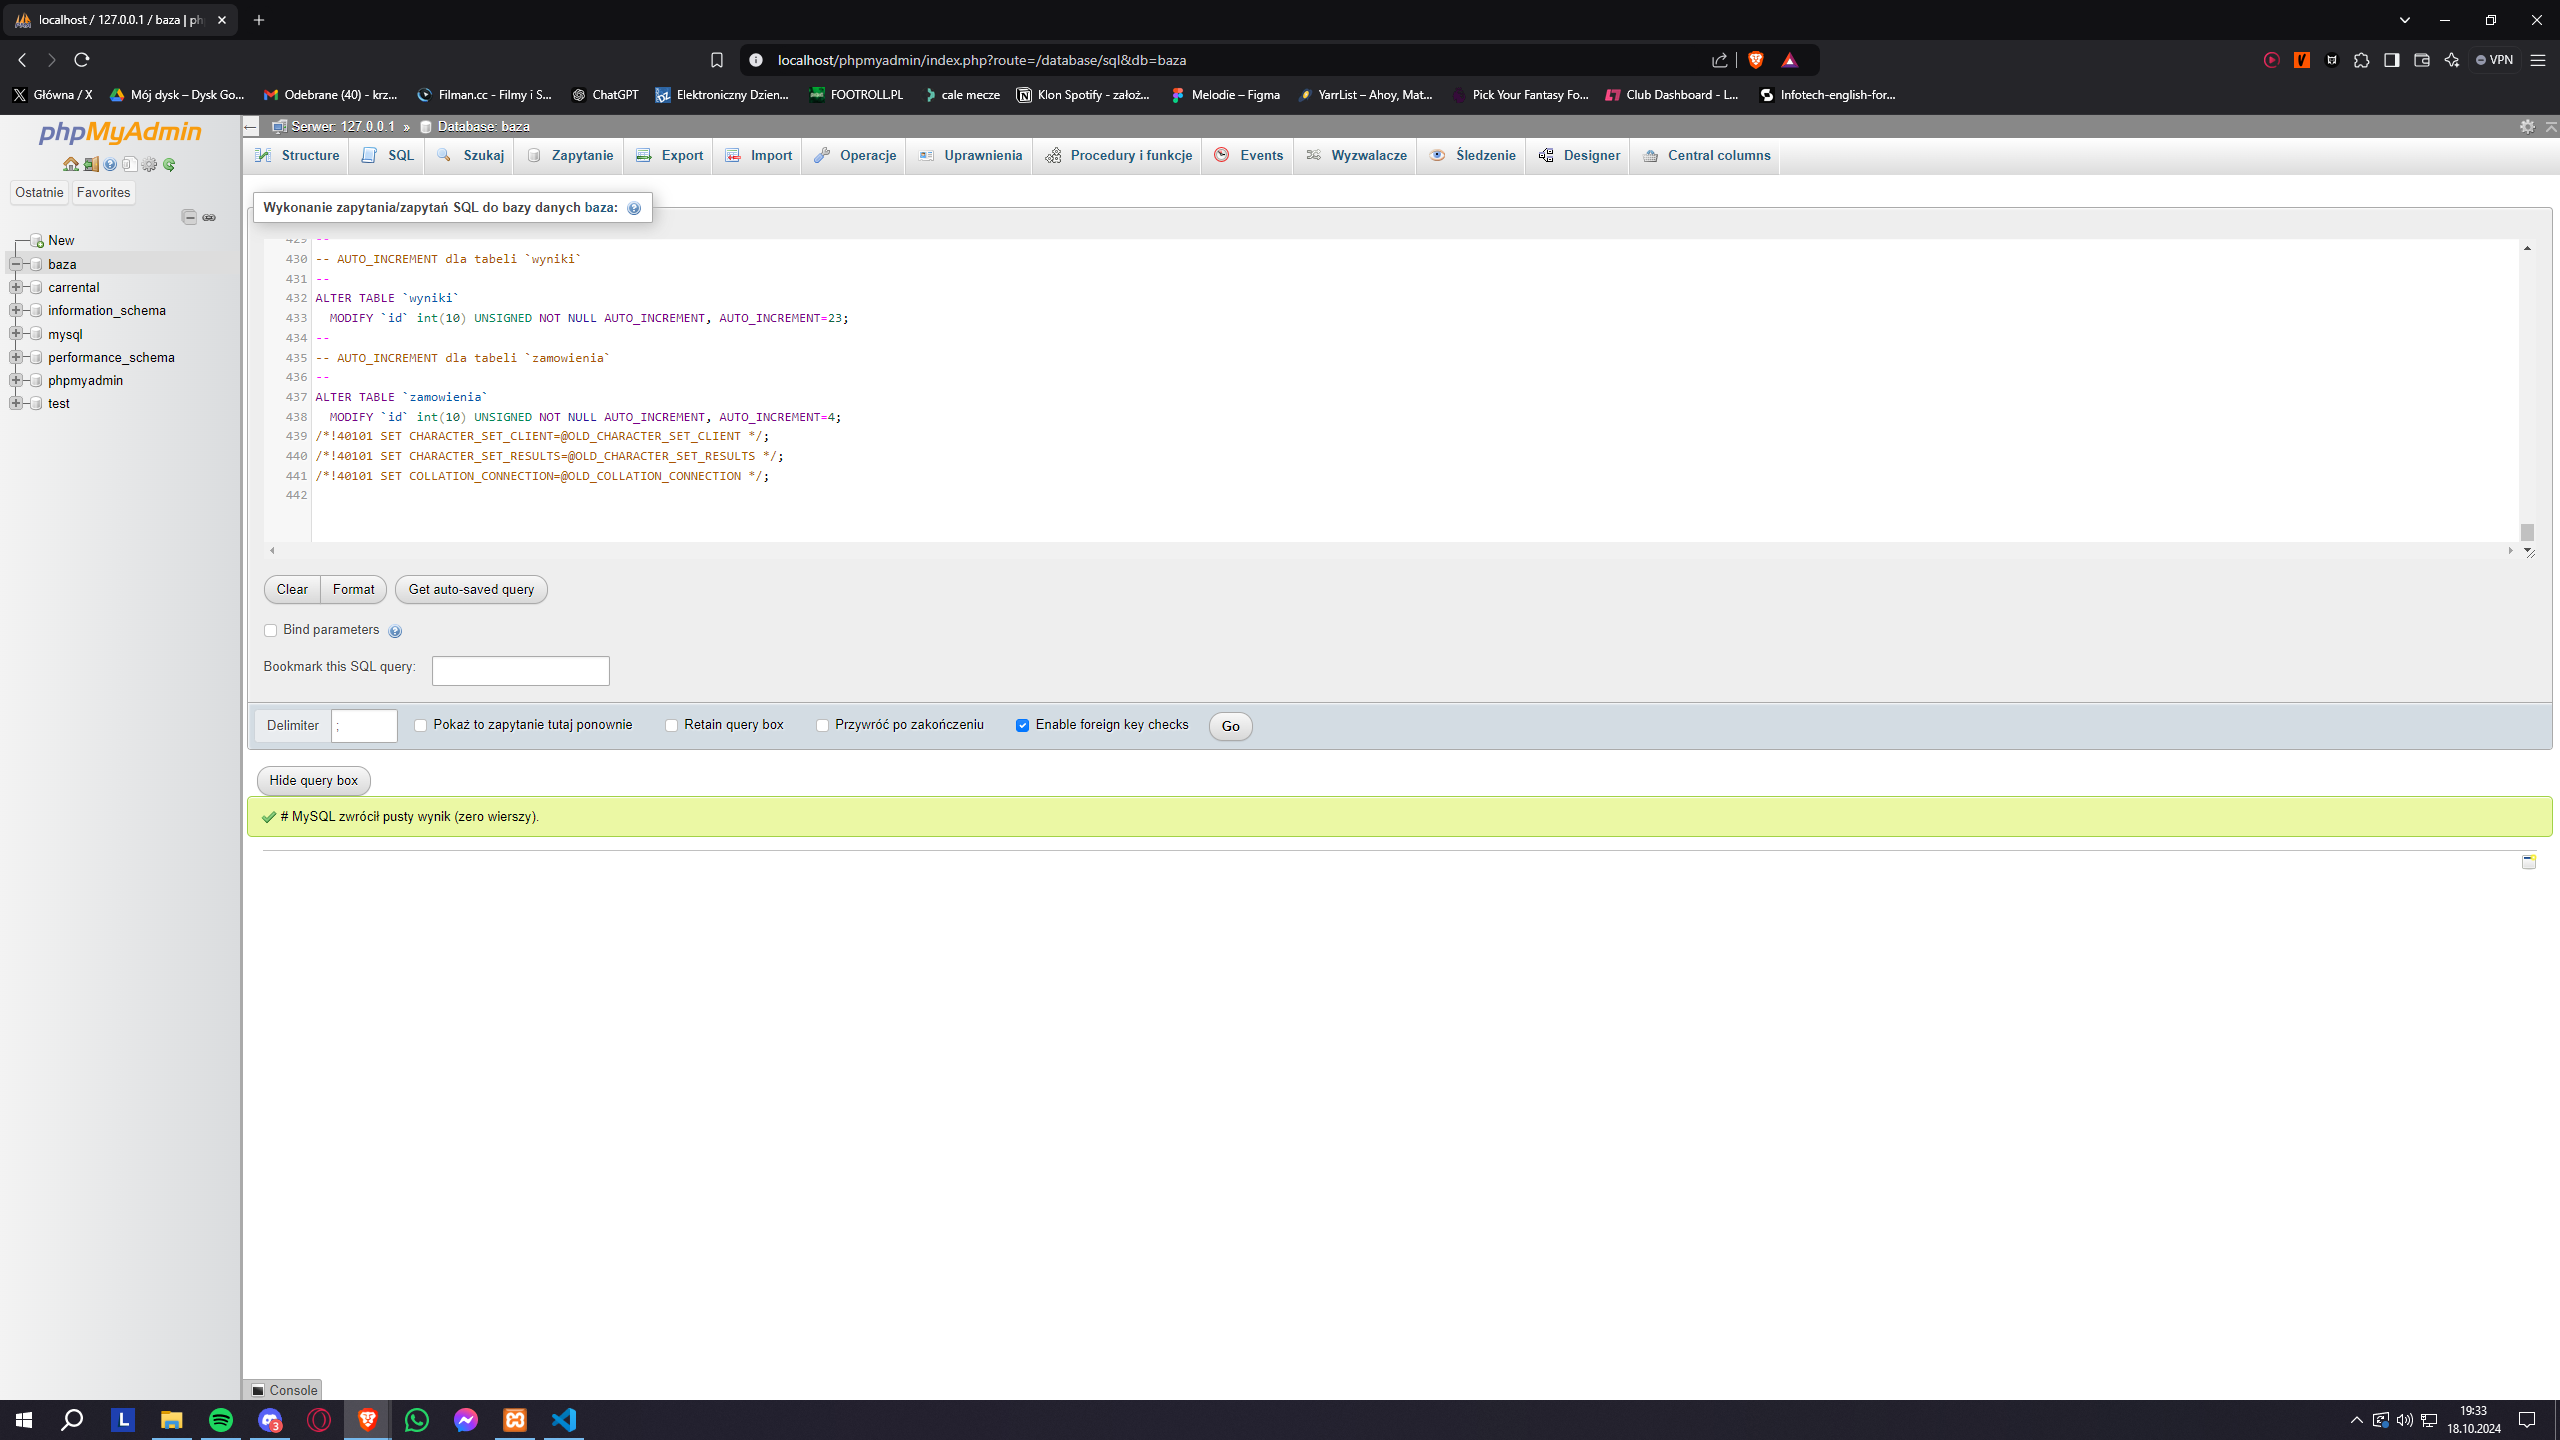 localhost / 127.0.0.1 / baza | ph
localhost/phpmyadmin/index.php?route=/database/sql&db=baza
VPN
Główna / X
Mój dysk – Dysk Go...
Odebrane (40) - krz...
Filman.cc - Filmy i S...
ChatGPT
Elektroniczny Dzien...
FOOTROLL.PL
cale mecze
Klon Spotify - założ...
Melodie – Figma
YarrList – Ahoy, Mat...
Pick Your Fantasy Fo...
Club Dashboard - L...
Infotech-english-for...
phpMyAdmin
Ostatnie
Favorites
New
baza
carrental
information_schema
mysql
performance_schema
phpmyadmin
test
Serwer: 127.0.0.1 » Database: baza
Structure
SQL
Szukaj
Zapytanie
Export
Import
Operacje
Uprawnienia
Procedury i funkcje
Events
Wyzwalacze
Śledzenie
Designer
Central columns
Wykonanie zapytania/zapytań SQL do bazy danych baza:
429 --
430 -- AUTO_INCREMENT dla tabeli `wyniki`
431 --
432 ALTER TABLE `wyniki`
433 MODIFY `id` int(10) UNSIGNED NOT NULL AUTO_INCREMENT, AUTO_INCREMENT=23;
434 --
435 -- AUTO_INCREMENT dla tabeli `zamowienia`
436 --
437 ALTER TABLE `zamowienia`
438 MODIFY `id` int(10) UNSIGNED NOT NULL AUTO_INCREMENT, AUTO_INCREMENT=4;
439 /*!40101 SET CHARACTER_SET_CLIENT=@OLD_CHARACTER_SET_CLIENT */;
440 /*!40101 SET CHARACTER_SET_RESULTS=@OLD_CHARACTER_SET_RESULTS */;
441 /*!40101 SET COLLATION_CONNECTION=@OLD_COLLATION_CONNECTION */;
442
Clear
Format
Get auto-saved query
Bind parameters
Bookmark this SQL query:
Delimiter
;
Pokaż to zapytanie tutaj ponownie
Retain query box
Przywróć po zakończeniu
Enable foreign key checks
Go
Hide query box
# MySQL zwrócił pusty wynik (zero wierszy).
Console
L
3
19:33
18.10.2024